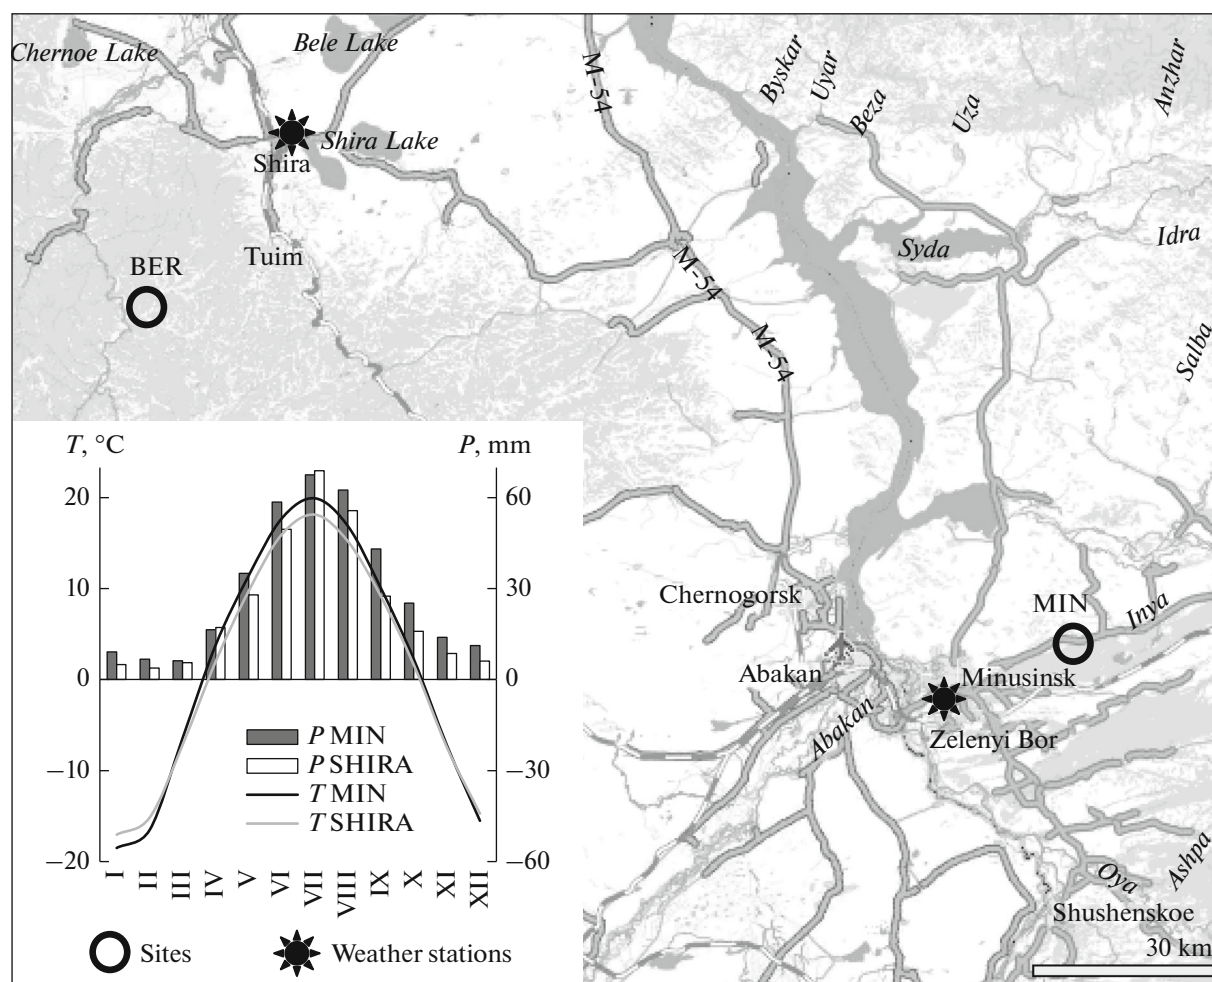 Chernoe Lake
Bele Lake
M-54
Byskar
Uyar
Beza
Uza
Anzhar
Shira Lake
Shira
Tuim
BER
M-54
Syda
Idra
M-54
Salba
T, °C
P, mm
20
60
10
30
0
0
–10
–30
–20
–60
P MIN
P SHIRA
T MIN
T SHIRA
I
II
III
IV
V
VI
VII
VIII
IX
X
XI
XII
Sites
Weather stations
Chernogorsk
MIN
Inya
Abakan
Minusinsk
Abakan
Zelenyi Bor
Oya
Ashpa
Shushenskoe
30 km